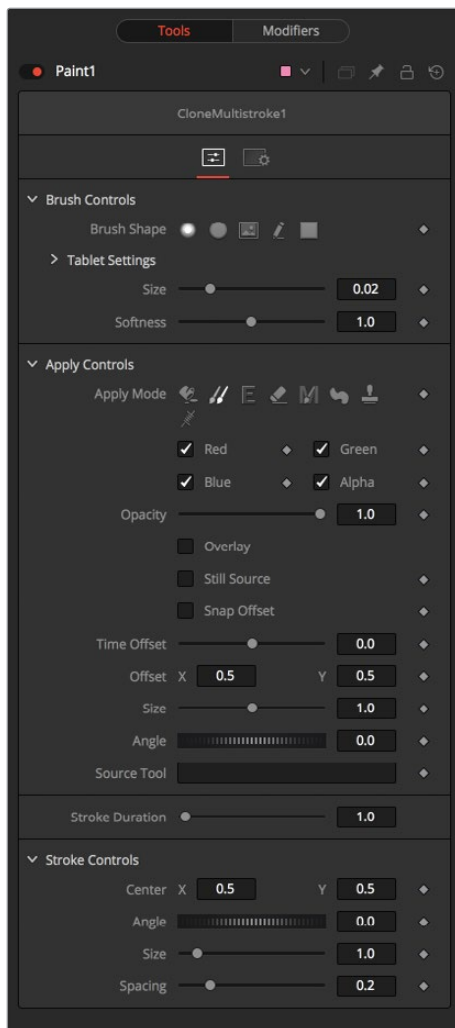 Tools Modifiers
Paint1
CloneMultistroke1
Brush Controls
Brush Shape
Tablet Settings
Size 0.02
Softness 1.0
Apply Controls
Apply Mode
Red Green
Blue Alpha
Opacity 1.0
Overlay
Still Source
Snap Offset
Time Offset 0.0
Offset X 0.5 Y 0.5
Size 1.0
Angle 0.0
Source Tool
Stroke Duration 1.0
Stroke Controls
Center X 0.5 Y 0.5
Angle 0.0
Size 1.0
Spacing 0.2